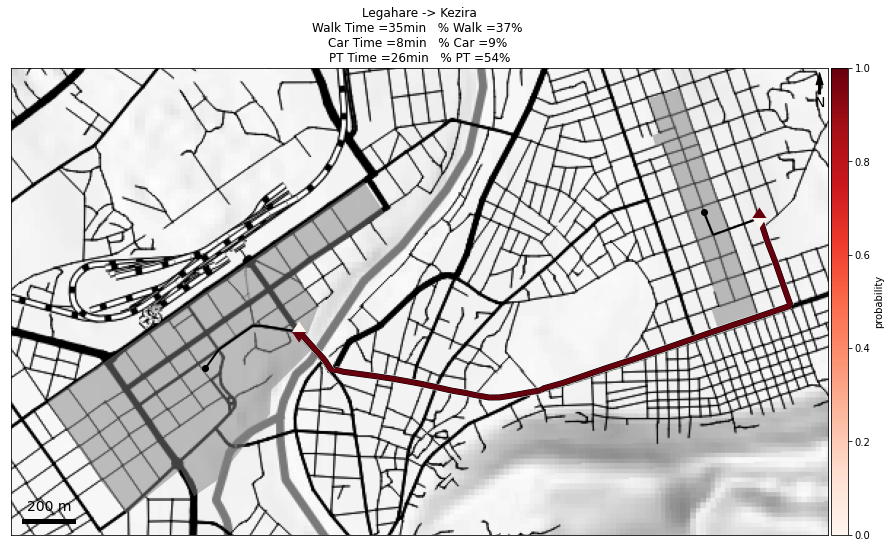 Legahare -> Kezira
Walk Time =35min % Walk =37%
Car Time =8min % Car =9%
PT Time =26min % PT =54%
N
200 m
1.0
0.8
0.6
0.4
0.2
0.0
probability